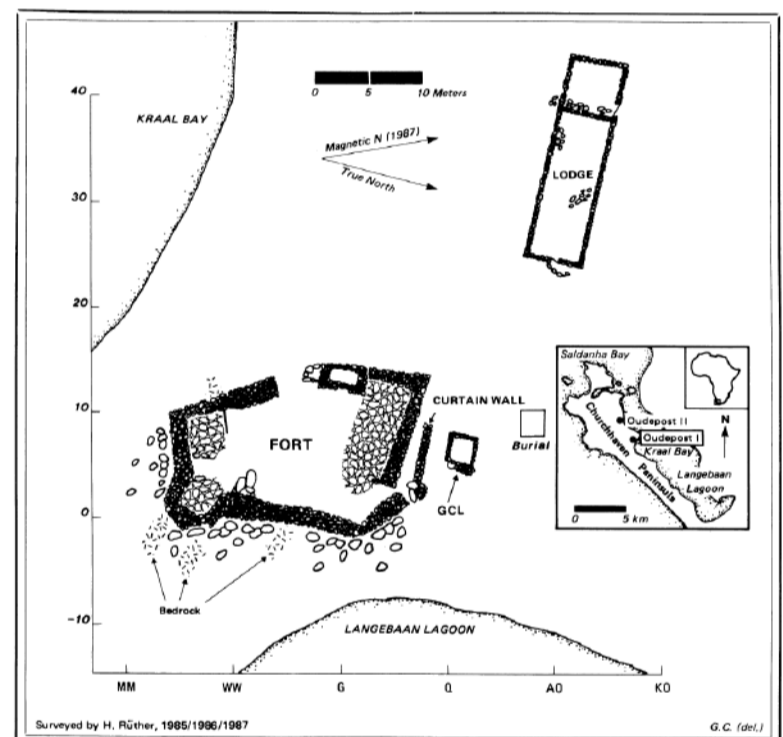 40
30
20
10
0
-10
MM
WW
G
Q
AO
KO
KRAAL BAY
0 5 10 Meters
Magnetic N (1987)
True North
LODGE
FORT
CURTAIN WALL
GCL
Burial
Bedrock
LANGEBAAN LAGOON
Saldanha Bay
Churchhaven Peninsula
Oudepost II
Oudepost I
Kraal Bay
Langebaan
Lagoon
N
0 5 km
Surveyed by H. Rüther, 1985/1986/1987
G.C. (del.)